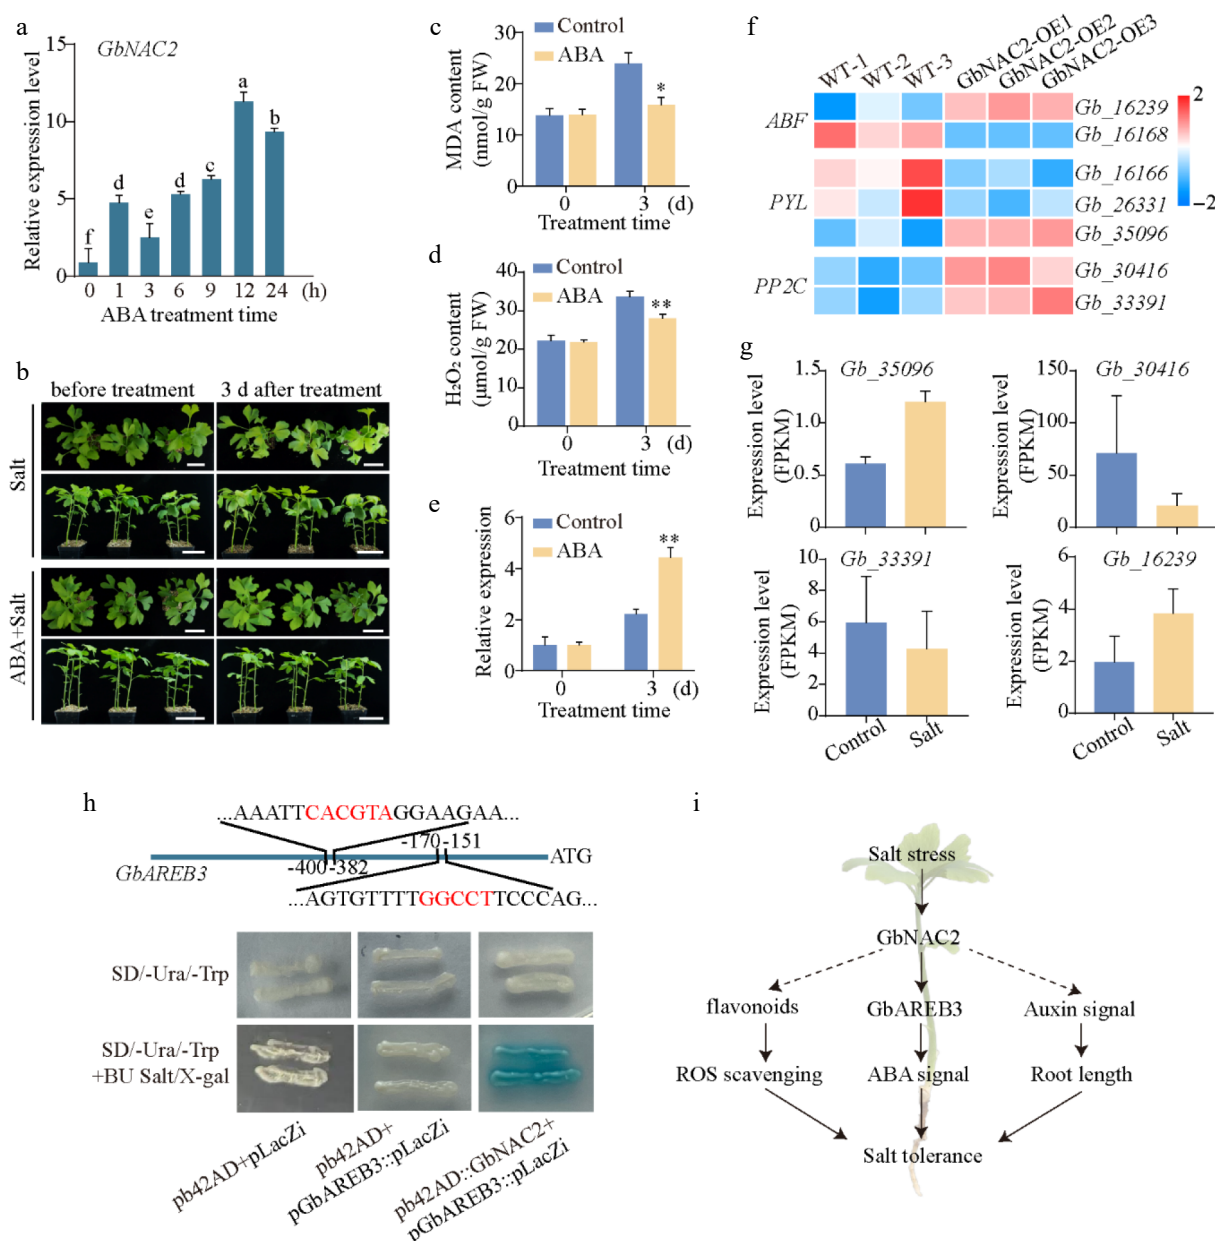 a
GbNAC2
Relative expression level
15
10
5
0
f
d
e
d
c
a
b
0 1 3 6 9 12 24 (h)
ABA treatment time
b
before treatment
3 d after treatment
Salt
ABA+Salt
c
Control
ABA
MDA content
(nmol/g FW)
30
20
10
0
*
0 3 (d)
Treatment time
d
Control
ABA
H₂O₂ content
(μmol/g FW)
40
30
20
10
0
**
0 3 (d)
Treatment time
e
Control
ABA
Relative expression
6
4
2
0
**
0 3 (d)
Treatment time
f
WT-1
WT-2
WT-3
GbNAC2-OE1
GbNAC2-OE2
GbNAC2-OE3
ABF
Gb_16239
Gb_16168
PYL
Gb_16166
Gb_26331
Gb_35096
PP2C
Gb_30416
Gb_33391
2
0
-2
g
Gb_35096
Expression level
(FPKM)
1.5
1.0
0.5
0
Gb_30416
Expression level
(FPKM)
150
100
50
0
Gb_33391
Expression level
(FPKM)
10
8
6
4
2
0
Control
Salt
Gb_16239
Expression level
(FPKM)
6
4
2
0
Control
Salt
h
...AAATTCACGTAGGAAGAA...
-170 -151
ATG
GbAREB3
-400 -382
...AGTGTTTTGGCCTTCCCAG...
SD/-Ura/-Trp
SD/-Ura/-Trp
+BU Salt/X-gal
pb42AD+pLacZi
pb42AD+
pGbAREB3::pLacZi
pb42AD::GbNAC2+
pGbAREB3::pLacZi
i
Salt stress
GbNAC2
flavonoids
GbAREB3
Auxin signal
ROS scavenging
ABA signal
Root length
Salt tolerance